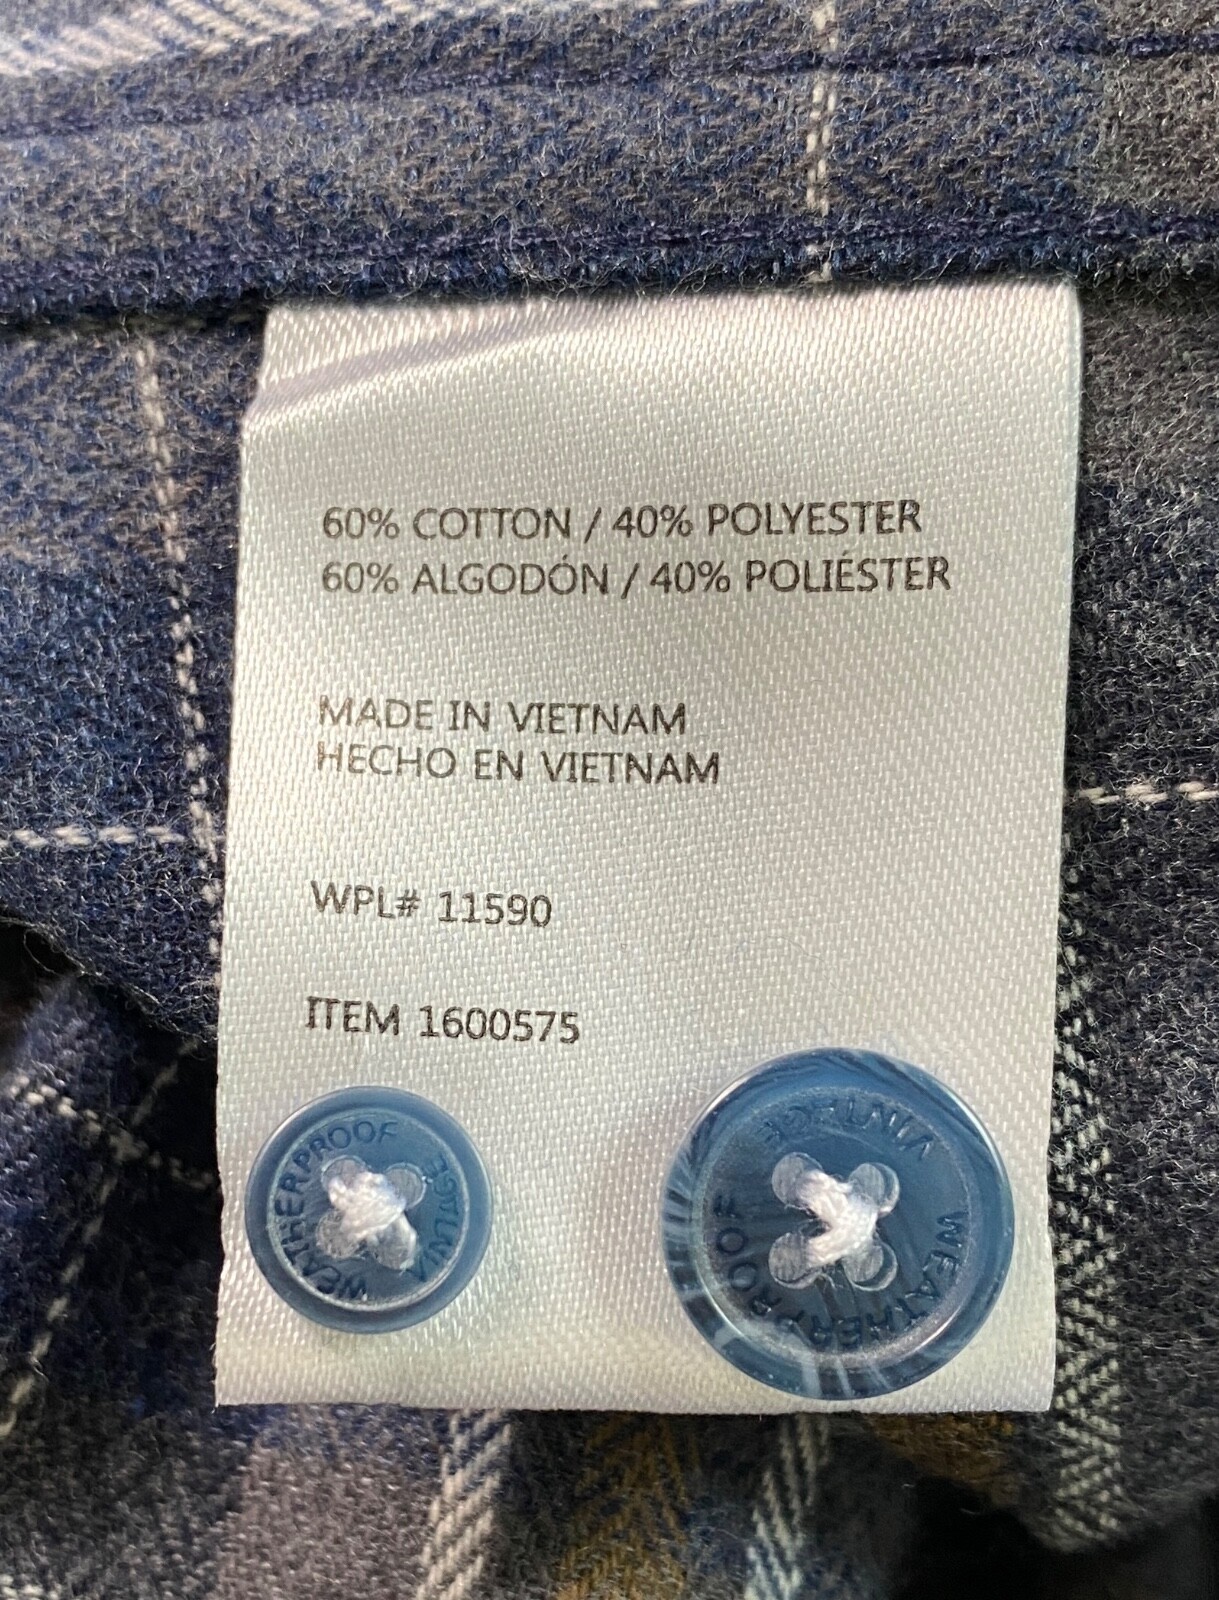 60% COTTON / 40% POLYESTER
60% ALGODÓN / 40% POLIÉSTER
MADE IN VIETNAM
HECHO EN VIETNAM
WPL# 11590
ITEM 1600575
WEATHERPROOF
VINTAGE
WEATHERPROOF
VINTAGE